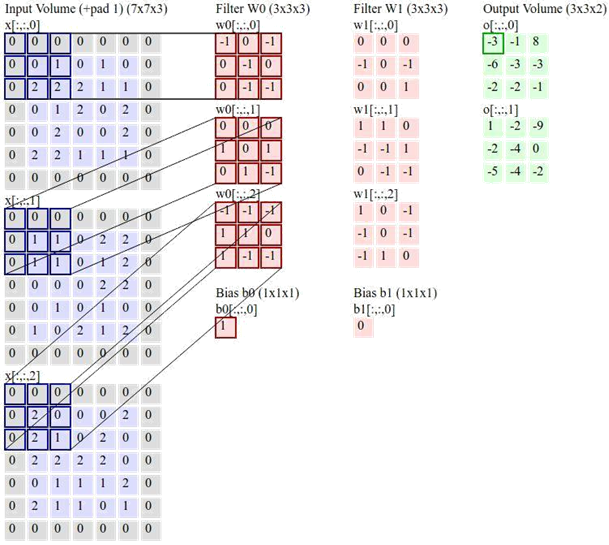 Input Volume (+pad 1) (7x7x3)
x[:,:,0]
0 0 0 0 0 0 0
0 0 1 0 1 0 0
0 2 2 2 1 1 0
0 0 1 2 0 2 0
0 0 2 0 0 2 0
0 2 2 1 1 1 0
0 0 0 0 0 0 0
x[:,:,1]
0 0 0 0 0 0 0
0 1 1 0 2 2 0
0 1 1 0 1 2 0
0 0 0 0 2 2 0
0 0 1 0 1 0 0
0 1 0 2 1 2 0
0 0 0 0 0 0 0
x[:,:,2]
0 0 0 0 0 0 0
0 2 0 0 0 2 0
0 2 1 0 2 0 0
0 2 2 2 2 0 0
0 0 1 1 1 2 0
0 2 1 1 0 1 0
0 0 0 0 0 0 0
Filter W0 (3x3x3)
w0[:,:,0]
-1 0 -1
0 -1 0
0 -1 -1
w0[:,:,1]
0 0 0
1 0 1
0 1 -1
w0[:,:,2]
-1 -1 -1
1 1 0
1 -1 -1
Bias b0 (1x1x1)
b0[:,:,0]
1
Filter W1 (3x3x3)
w1[:,:,0]
0 0 0
-1 0 -1
0 0 1
w1[:,:,1]
1 1 0
-1 -1 1
0 -1 -1
w1[:,:,2]
1 0 -1
-1 0 -1
-1 1 0
Bias b1 (1x1x1)
b1[:,:,0]
0
Output Volume (3x3x2)
o[:,:,0]
-3 -1 8
-6 -3 -3
-2 -2 -1
o[:,:,1]
1 -2 -9
-2 -4 0
-5 -4 -2